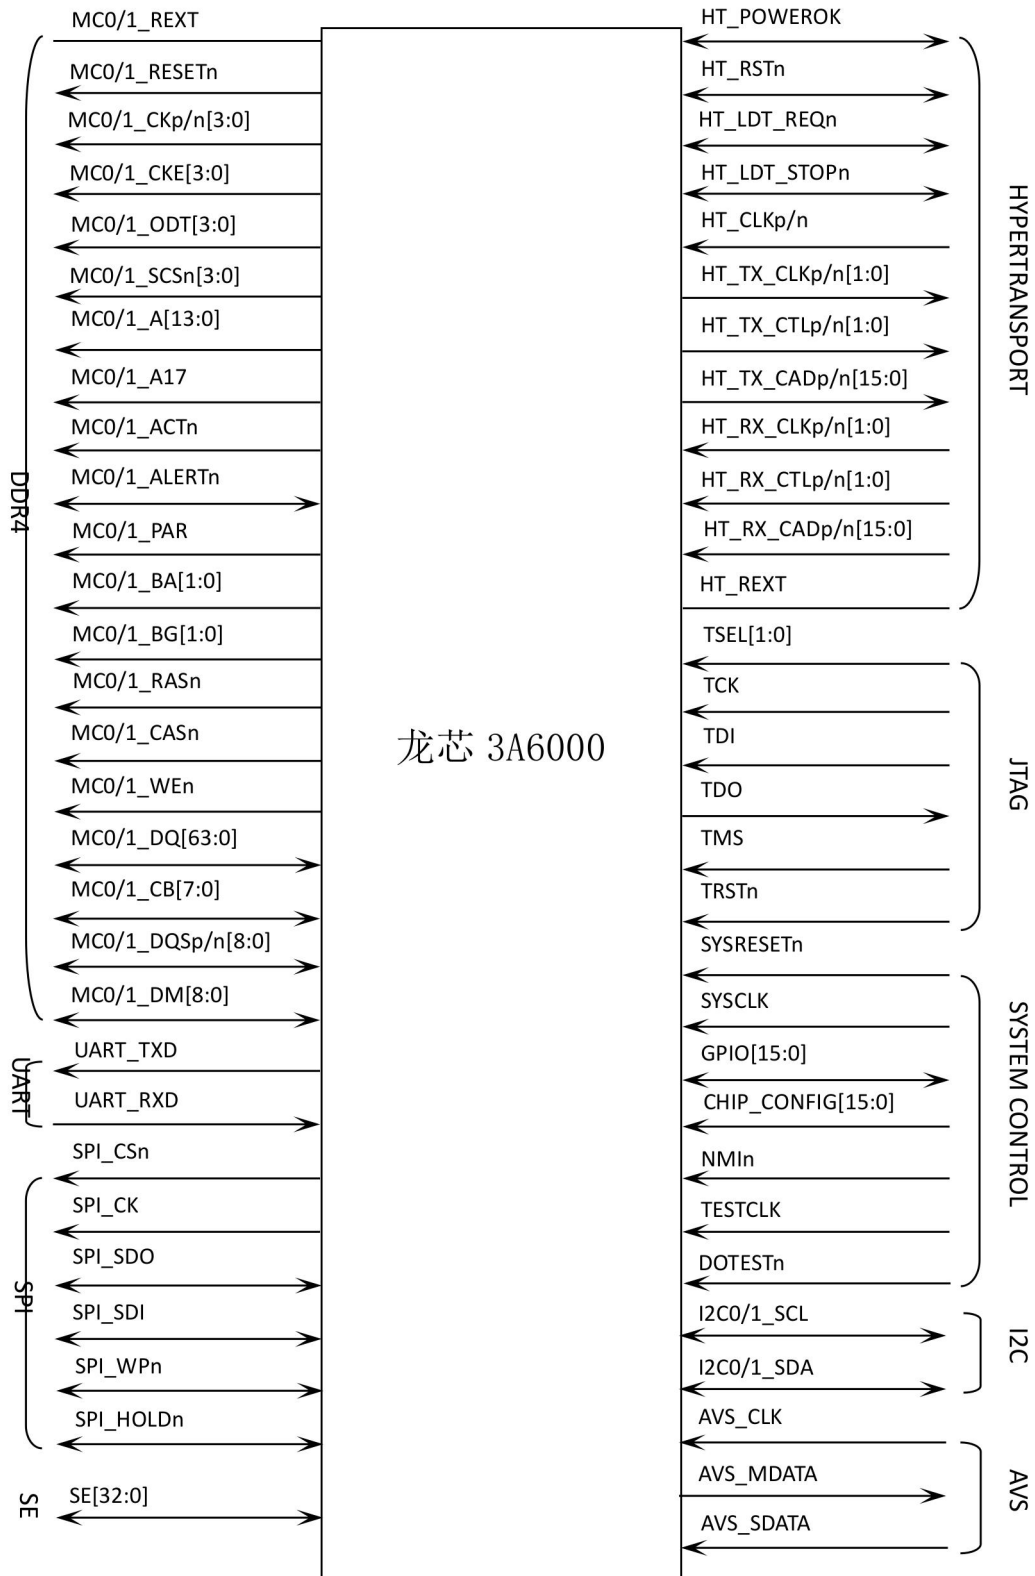 DDR4
MC0/1_REXT
MC0/1_RESETn
MC0/1_CKp/n[3:0]
MC0/1_CKE[3:0]
MC0/1_ODT[3:0]
MC0/1_SCSn[3:0]
MC0/1_A[13:0]
MC0/1_A17
MC0/1_ACTn
MC0/1_ALERTn
MC0/1_PAR
MC0/1_BA[1:0]
MC0/1_BG[1:0]
MC0/1_RASn
MC0/1_CASn
MC0/1_WEn
MC0/1_DQ[63:0]
MC0/1_CB[7:0]
MC0/1_DQSp/n[8:0]
MC0/1_DM[8:0]
UART
UART_TXD
UART_RXD
SPI
SPI_CSn
SPI_CK
SPI_SDO
SPI_SDI
SPI_WPn
SPI_HOLDn
SE
SE[32:0]
龙芯 3A6000
HT_POWEROK
HT_RSTn
HT_LDT_REQn
HT_LDT_STOPn
HT_CLKp/n
HT_TX_CLKp/n[1:0]
HT_TX_CTLp/n[1:0]
HT_TX_CADp/n[15:0]
HT_RX_CLKp/n[1:0]
HT_RX_CTLp/n[1:0]
HT_RX_CADp/n[15:0]
HT_REXT
HYPERTRANSPORT
TSEL[1:0]
TCK
TDI
TDO
TMS
TRSTn
JTAG
SYSRESETn
SYSCLK
GPIO[15:0]
CHIP_CONFIG[15:0]
NMIn
TESTCLK
DOTESTn
SYSTEM CONTROL
I2C0/1_SCL
I2C0/1_SDA
I2C
AVS_CLK
AVS_MDATA
AVS_SDATA
AVS